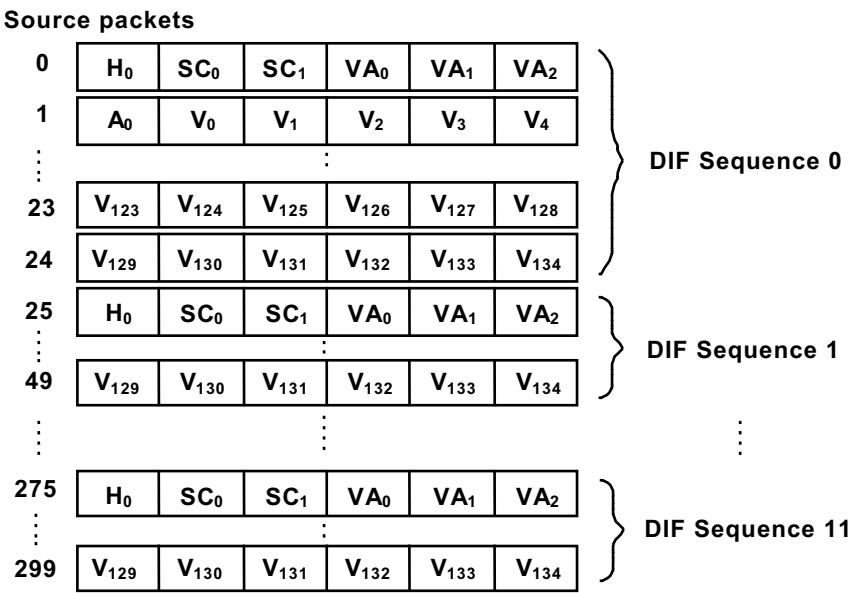 Source packets
0 H₀ SC₀ SC₁ VA₀ VA₁ VA₂
1 A₀ V₀ V₁ V₂ V₃ V₄
DIF Sequence 0
23 V₁₂₃ V₁₂₄ V₁₂₅ V₁₂₆ V₁₂₇ V₁₂₈
24 V₁₂₉ V₁₃₀ V₁₃₁ V₁₃₂ V₁₃₃ V₁₃₄
25 H₀ SC₀ SC₁ VA₀ VA₁ VA₂
DIF Sequence 1
49 V₁₂₉ V₁₃₀ V₁₃₁ V₁₃₂ V₁₃₃ V₁₃₄
275 H₀ SC₀ SC₁ VA₀ VA₁ VA₂
DIF Sequence 11
299 V₁₂₉ V₁₃₀ V₁₃₁ V₁₃₂ V₁₃₃ V₁₃₄